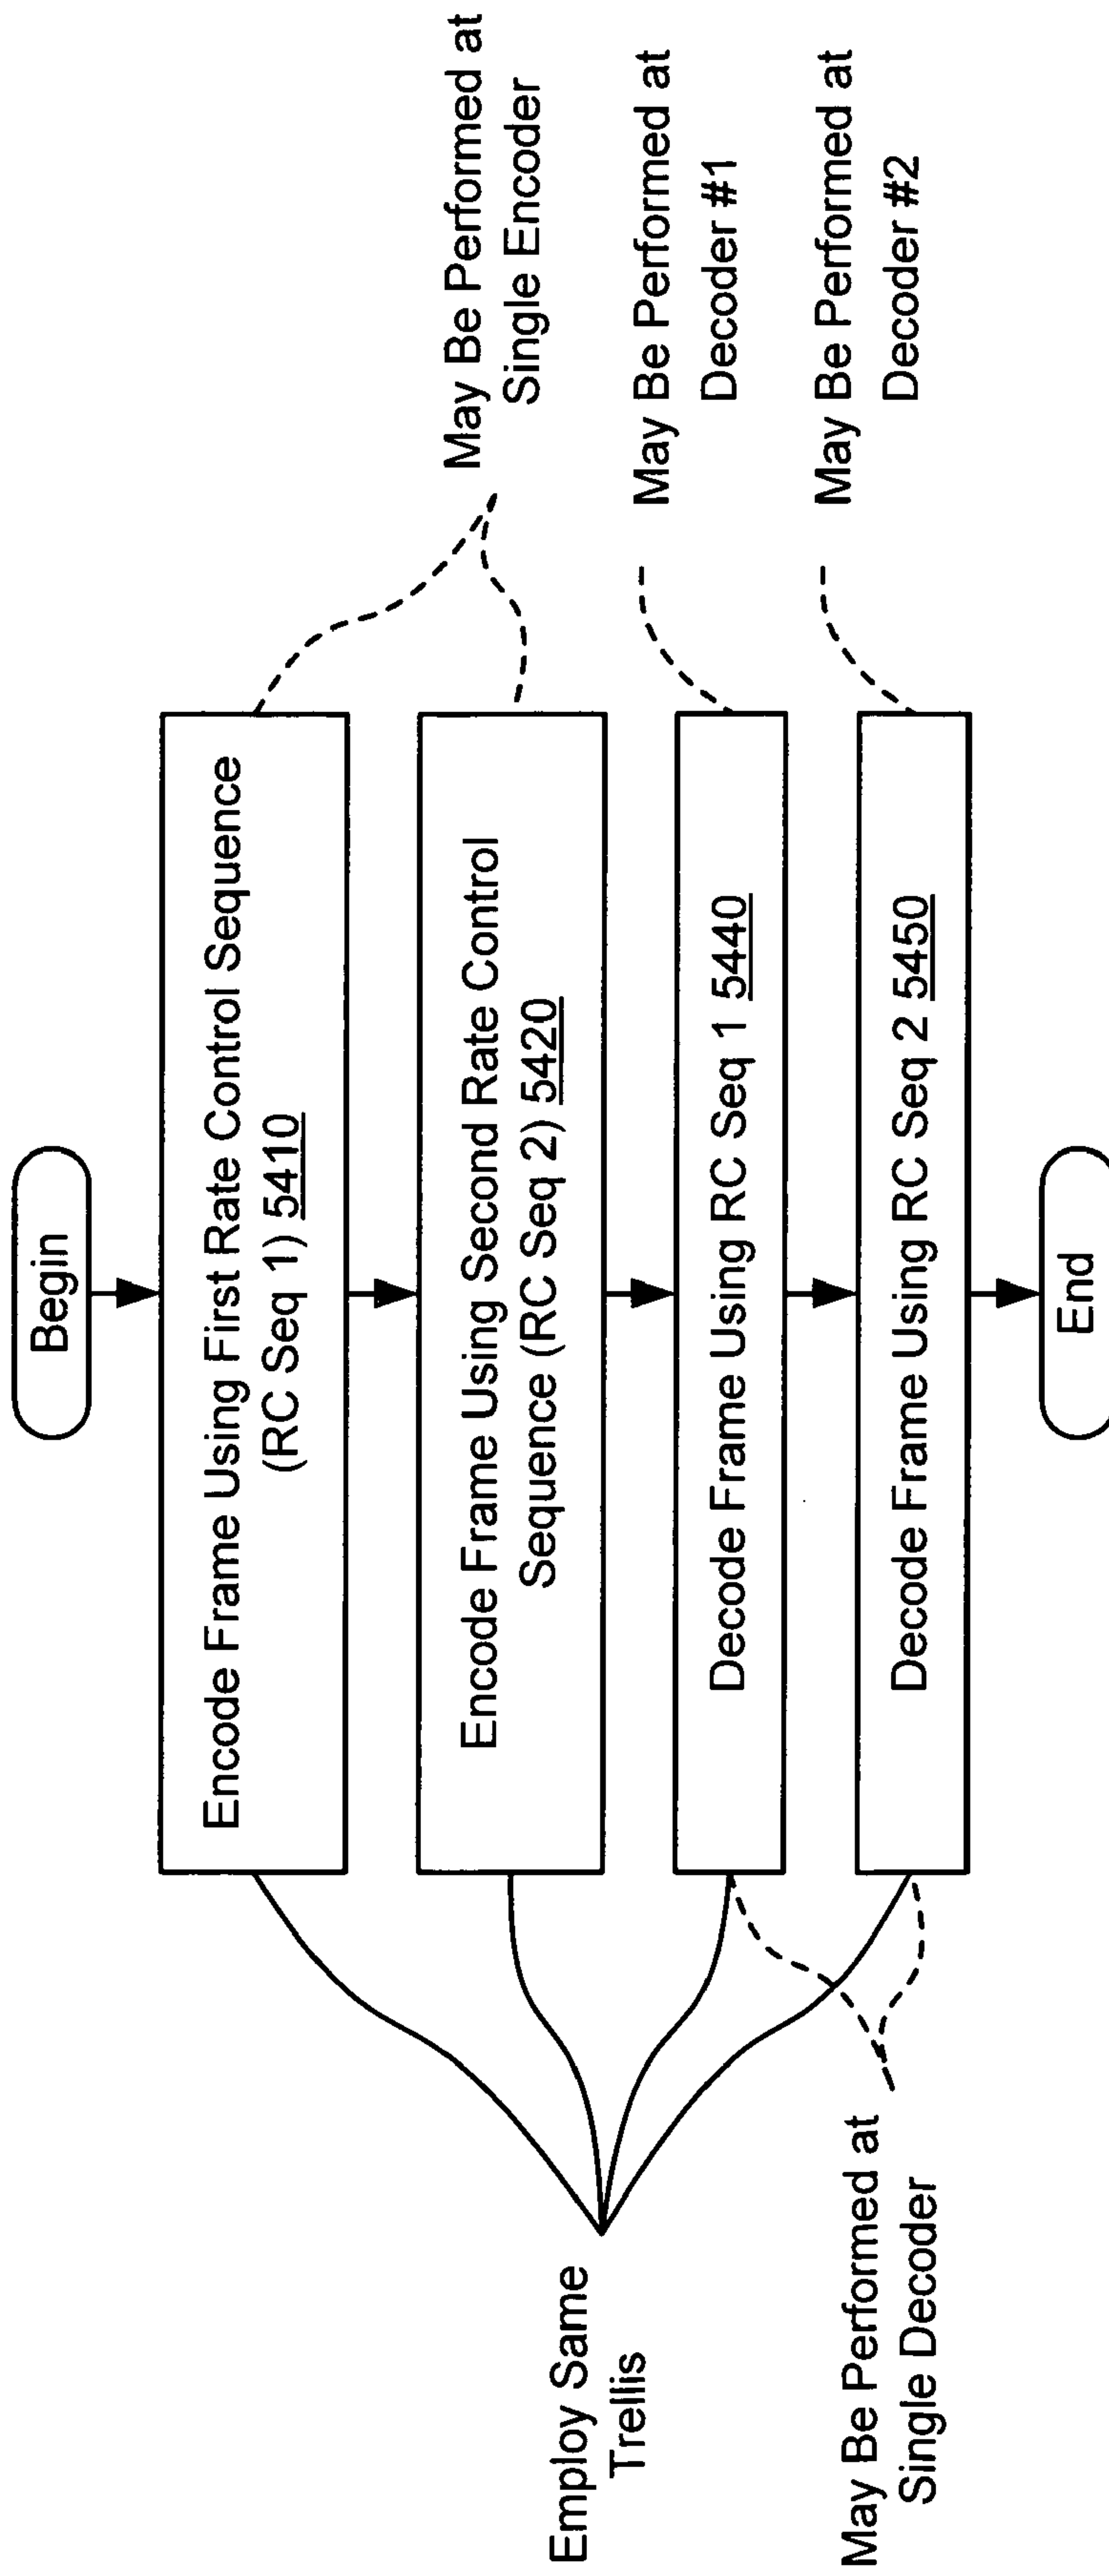 Begin
Encode Frame Using First Rate Control Sequence
(RC Seq 1) 5410
Encode Frame Using Second Rate Control
Sequence (RC Seq 2) 5420
Decode Frame Using RC Seq 1 5440
Decode Frame Using RC Seq 2 5450
End
Employ Same
Trellis
May Be Performed at
Single Decoder
May Be Performed at
Single Encoder
May Be Performed at
Decoder #1
May Be Performed at
Decoder #2